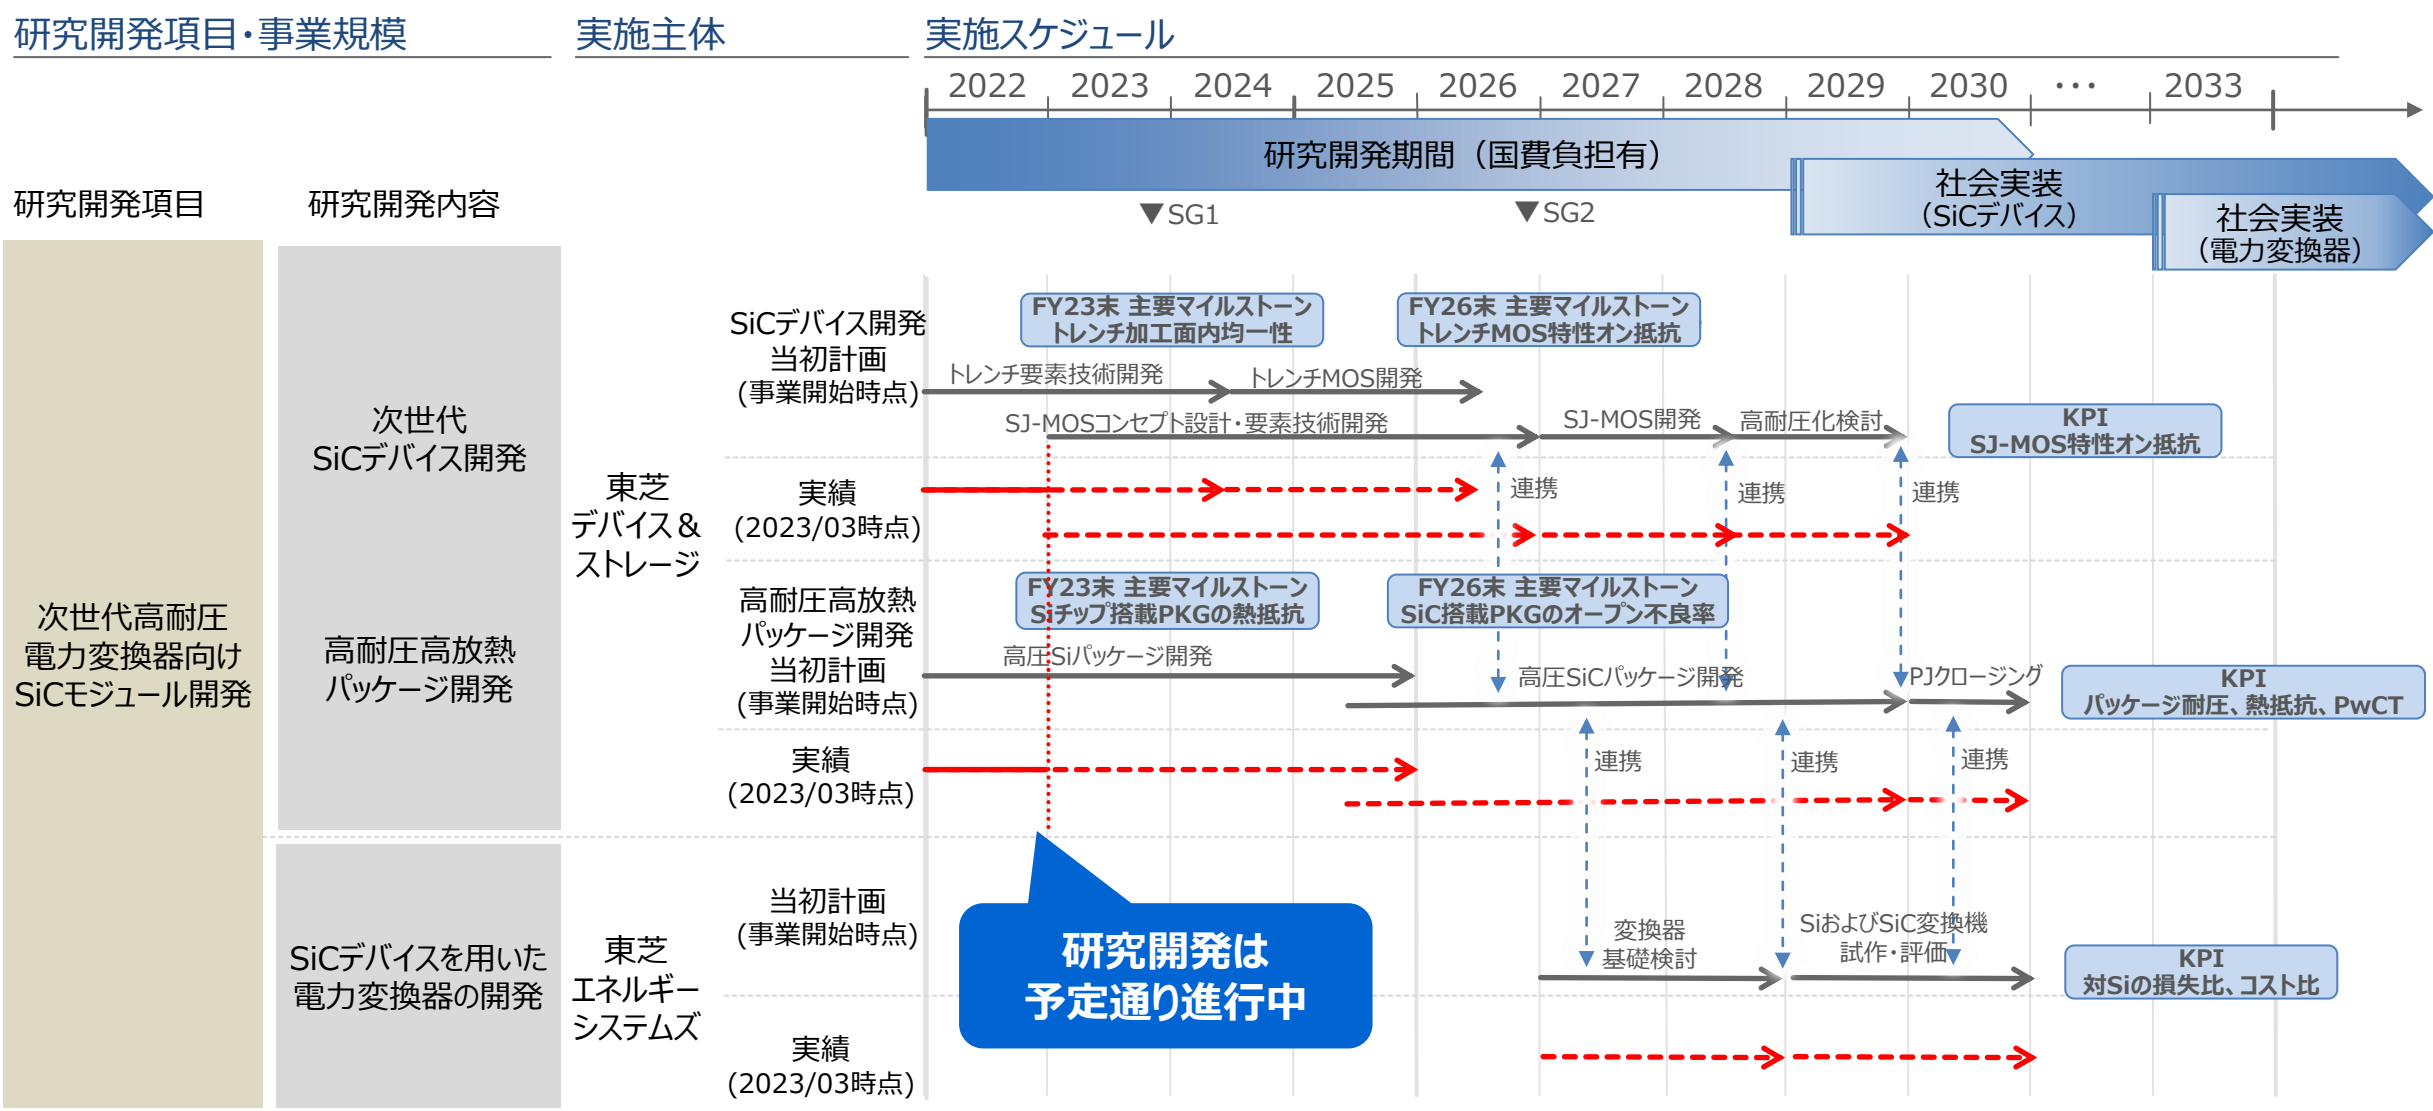 研究開発項目・事業規模
実施主体
実施スケジュール
2022 2023 2024 2025 2026 2027 2028 2029 2030 ・・・ 2033
研究開発期間（国費負担有）
社会実装
（SiCデバイス）
社会実装
（電力変換器）
▼SG1
▼SG2
研究開発項目
研究開発内容
次世代高耐圧
電力変換器向け
SiCモジュール開発
次世代
SiCデバイス開発
高耐圧高放熱
パッケージ開発
SiCデバイスを用いた
電力変換器の開発
東芝
デバイス＆
ストレージ
東芝
エネルギー
システムズ
SiCデバイス開発
当初計画
(事業開始時点)
FY23末 主要マイルストーン
トレンチ加工面内均一性
FY26末 主要マイルストーン
トレンチMOS特性オン抵抗
トレンチ要素技術開発
トレンチMOS開発
SJ-MOSコンセプト設計・要素技術開発
SJ-MOS開発
高耐圧化検討
KPI
SJ-MOS特性オン抵抗
実績
(2023/03時点)
連携
連携
連携
高耐圧高放熱
パッケージ開発
当初計画
(事業開始時点)
FY23末 主要マイルストーン
Siチップ搭載PKGの熱抵抗
FY26末 主要マイルストーン
SiC搭載PKGのオープン不良率
高圧Siパッケージ開発
高圧SiCパッケージ開発
PJクロージング
KPI
パッケージ耐圧、熱抵抗、PwCT
実績
(2023/03時点)
連携
連携
連携
当初計画
(事業開始時点)
研究開発は
予定通り進行中
変換器
基礎検討
SiおよびSiC変換機
試作・評価
KPI
対Siの損失比、コスト比
実績
(2023/03時点)